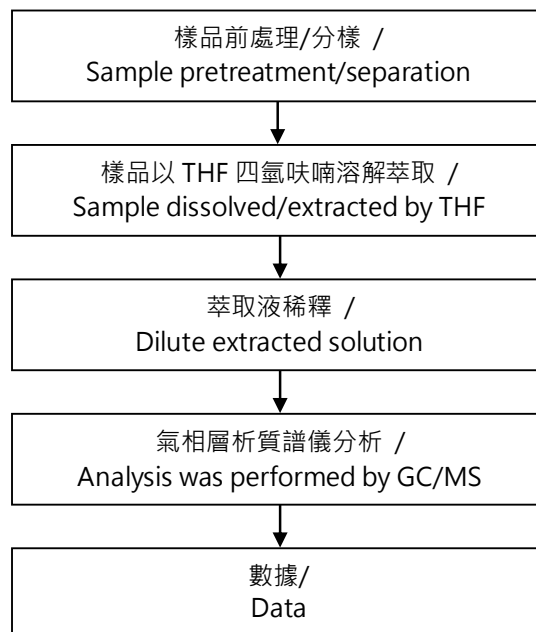 樣品前處理/分樣 /
Sample pretreatment/separation
樣品以 THF 四氫呋喃溶解萃取 /
Sample dissolved/extracted by THF
萃取液稀釋 /
Dilute extracted solution
氣相層析質譜儀分析 /
Analysis was performed by GC/MS
數據/
Data